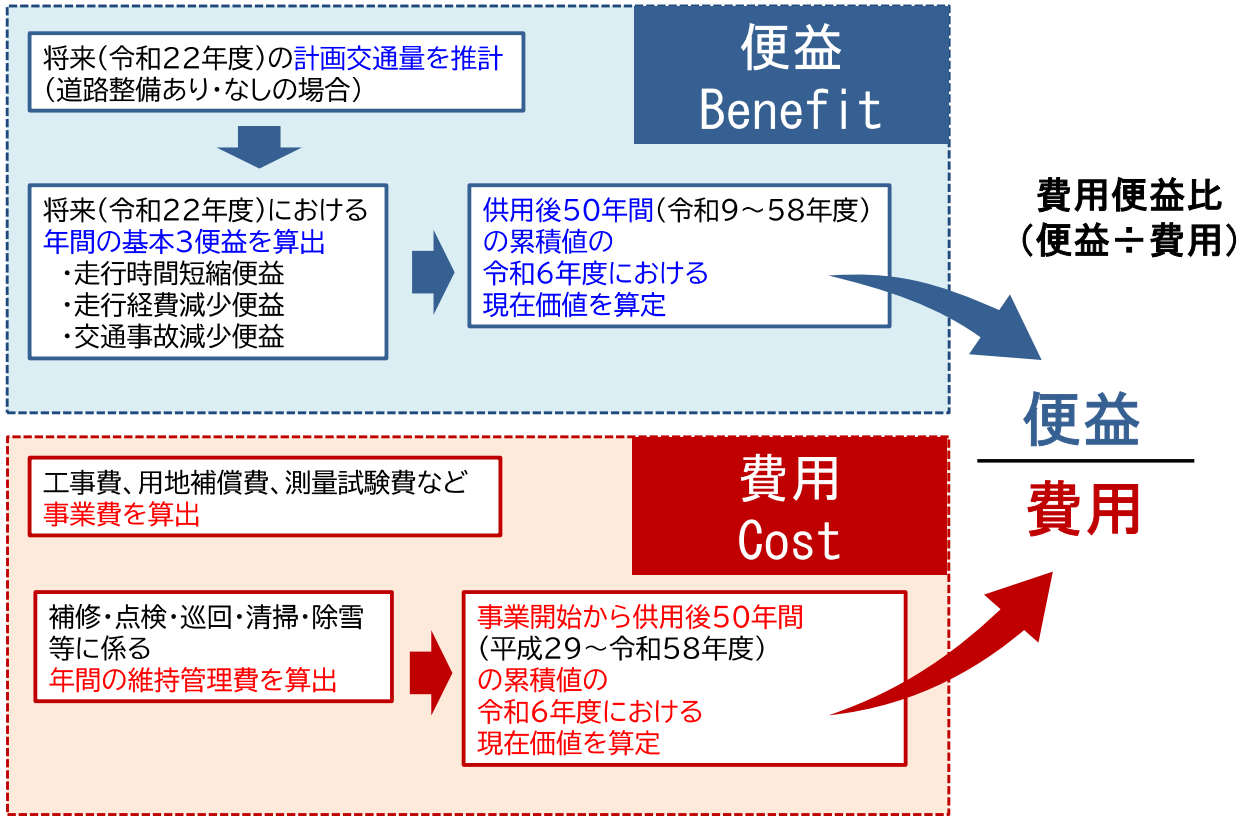 便益
Benefit
将来(令和22年度)の計画交通量を推計
(道路整備あり・なしの場合)
将来(令和22年度)における
年間の基本3便益を算出
・走行時間短縮便益
・走行経費減少便益
・交通事故減少便益
供用後50年間(令和9～58年度)
の累積値の
令和6年度における
現在価値を算定
費用便益比
(便益÷費用)
便益
費用
費用
Cost
工事費、用地補償費、測量試験費など
事業費を算出
補修・点検・巡回・清掃・除雪
等に係る
年間の維持管理費を算出
事業開始から供用後50年間
(平成29～令和58年度)
の累積値の
令和6年度における
現在価値を算定